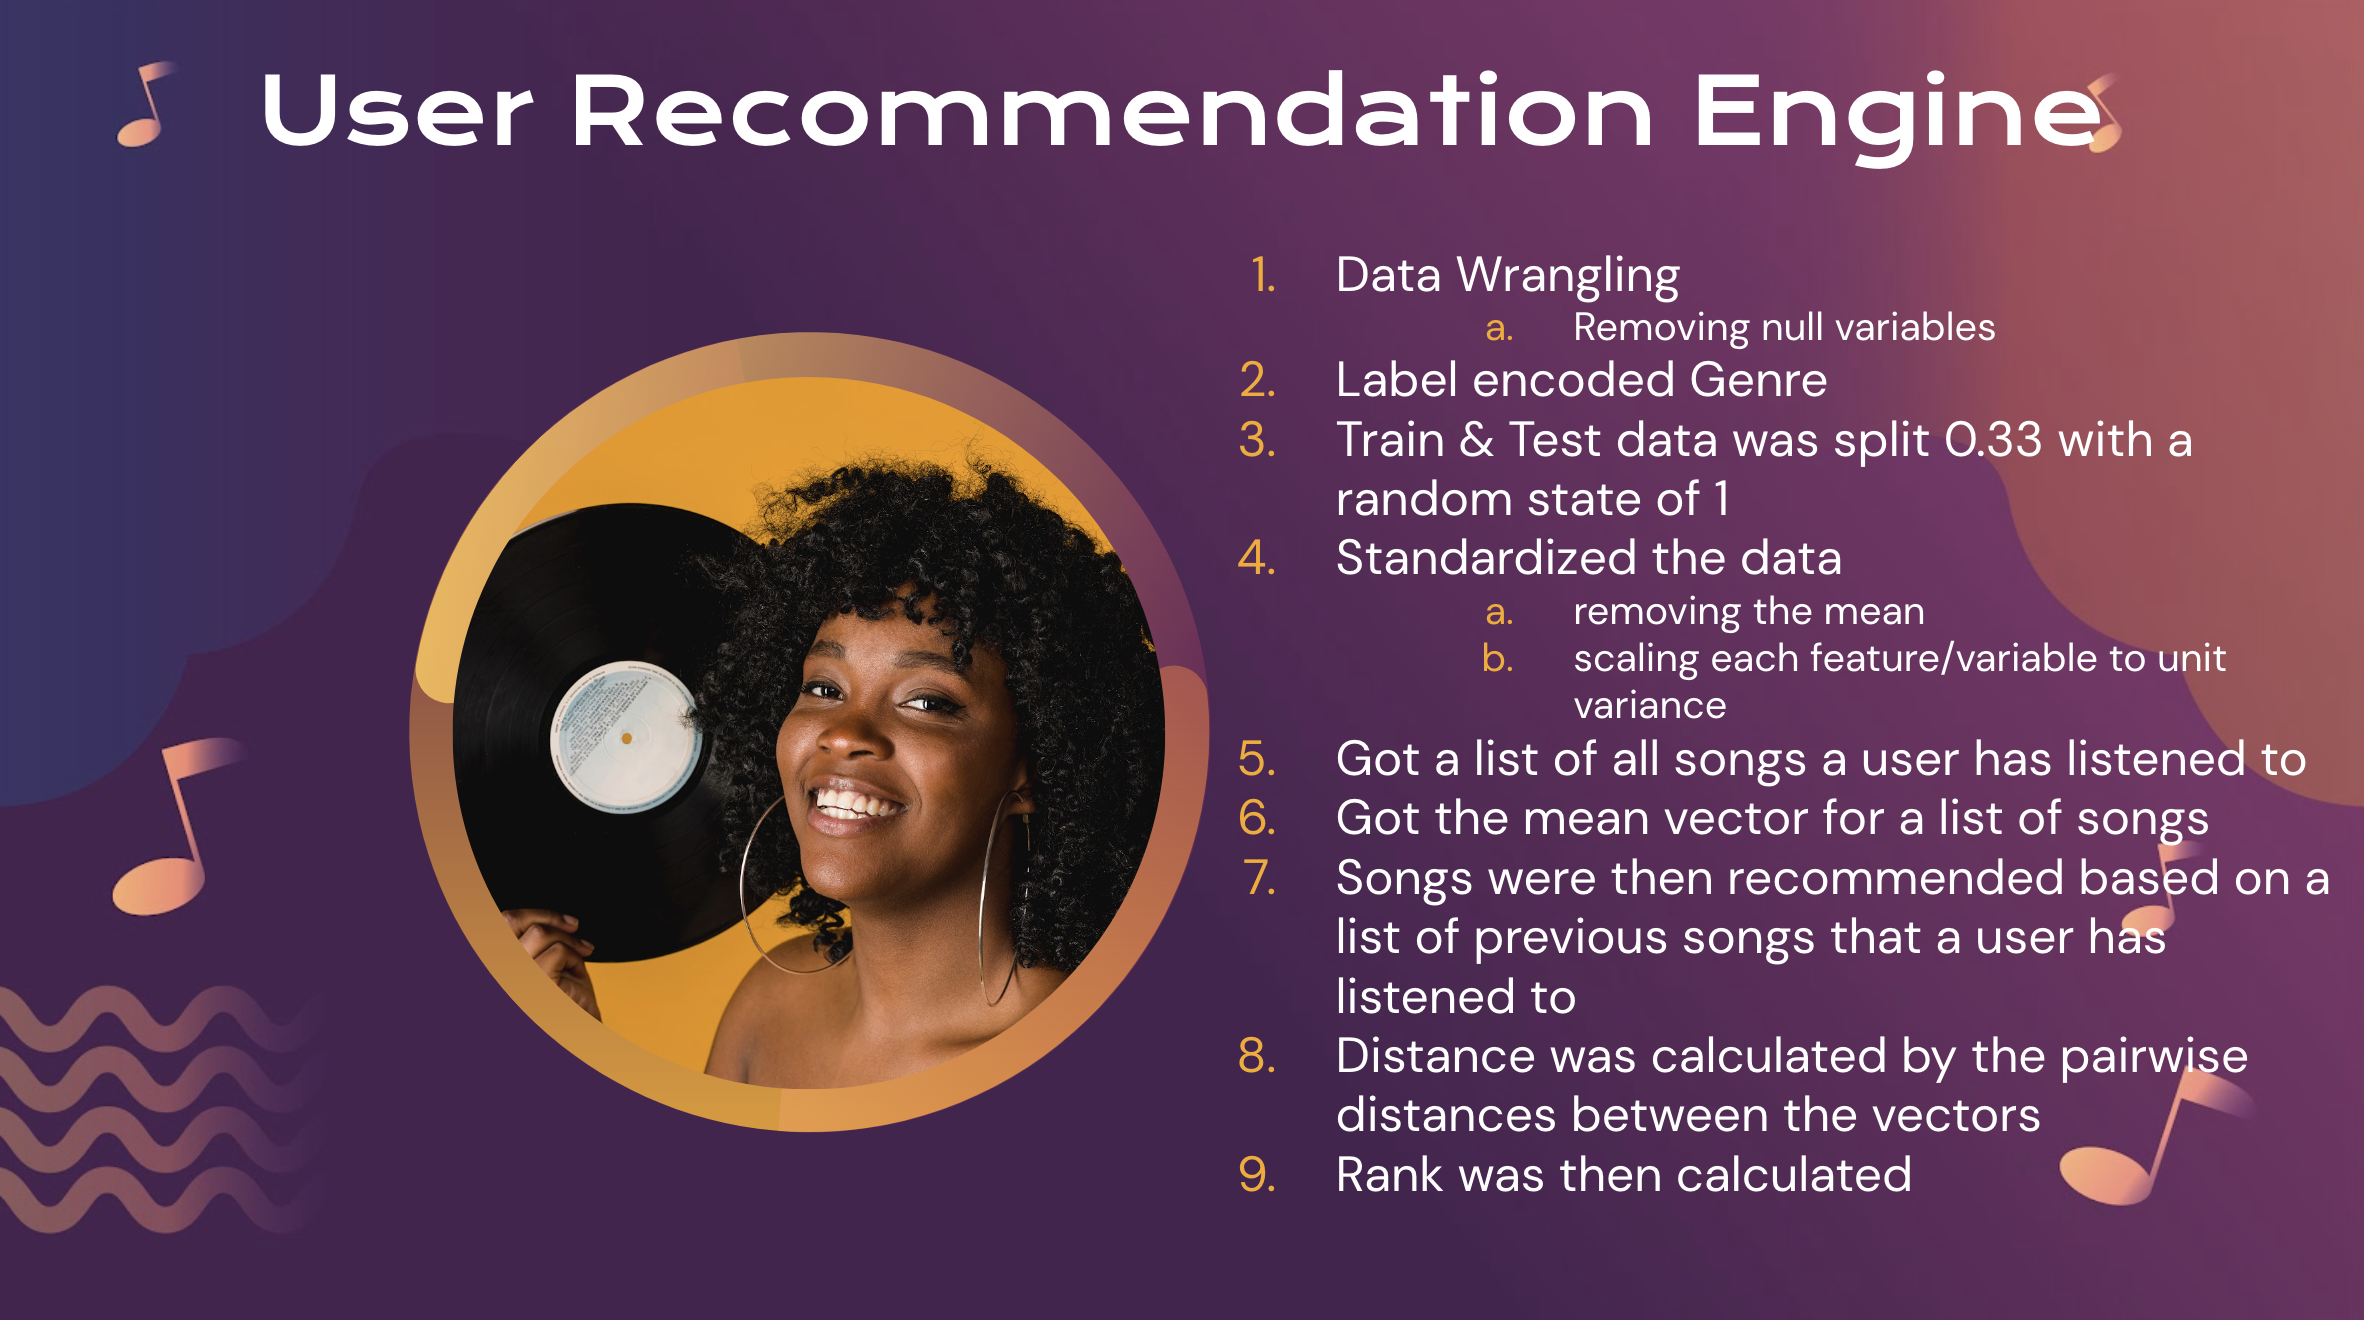 User Recommendation Engine
1. Data Wrangling
a. Removing null variables
2. Label encoded Genre
3. Train & Test data was split 0.33 with a
random state of 1
4. Standardized the data
a. removing the mean
b. scaling each feature/variable to unit
variance
5. Got a list of all songs a user has listened to
6. Got the mean vector for a list of songs
7. Songs were then recommended based on a
list of previous songs that a user has
listened to
8. Distance was calculated by the pairwise
distances between the vectors
9. Rank was then calculated